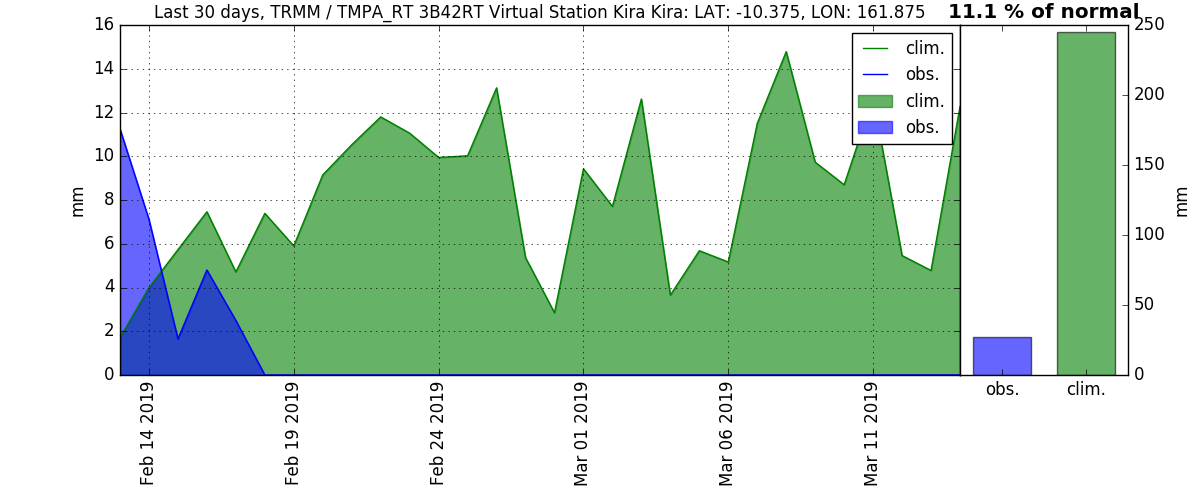 Last 30 days, TRMM / TMPA_RT 3B42RT Virtual Station Kira Kira: LAT: -10.375, LON: 161.875
11.1 % of normal
16
14
12
10
8
6
4
2
0
mm
clim.
obs.
clim.
obs.
250
200
150
100
50
0
mm
Feb 14 2019
Feb 19 2019
Feb 24 2019
Mar 01 2019
Mar 06 2019
Mar 11 2019
obs.
clim.